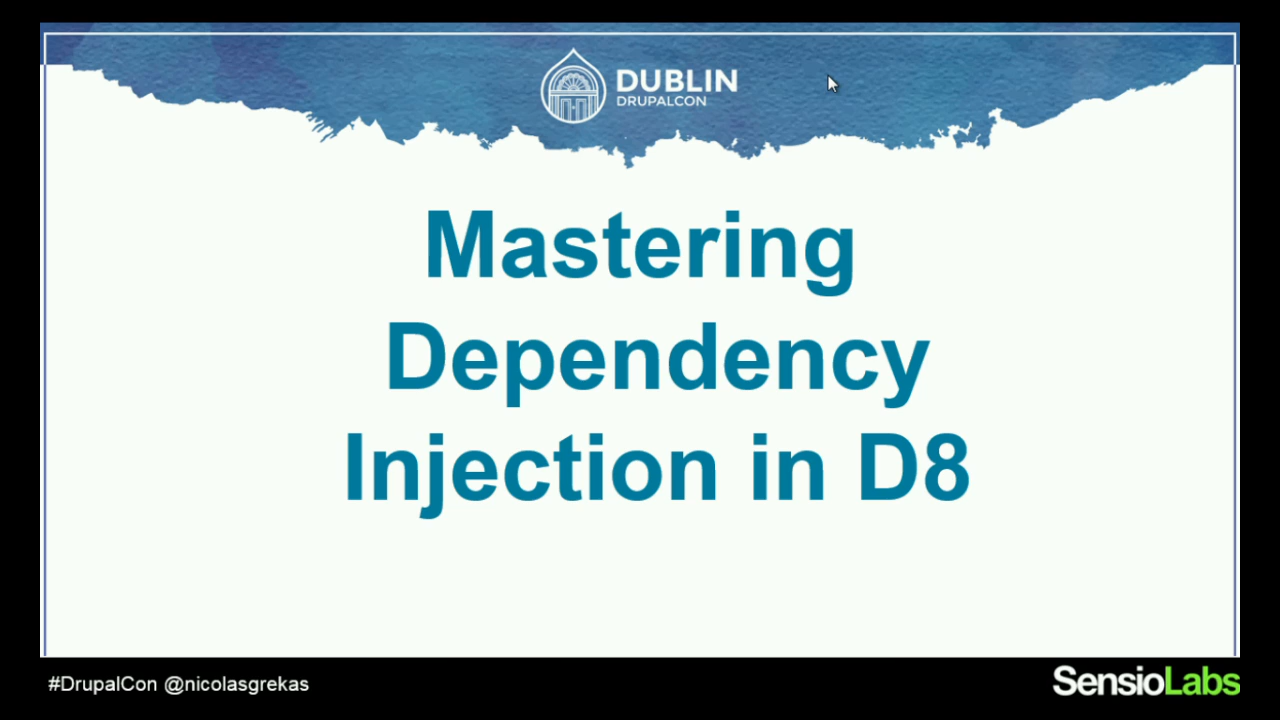 DUBLIN
DRUPALCON
Mastering
Dependency
Injection in D8
#DrupalCon @nicolasgrekas
SensioLabs